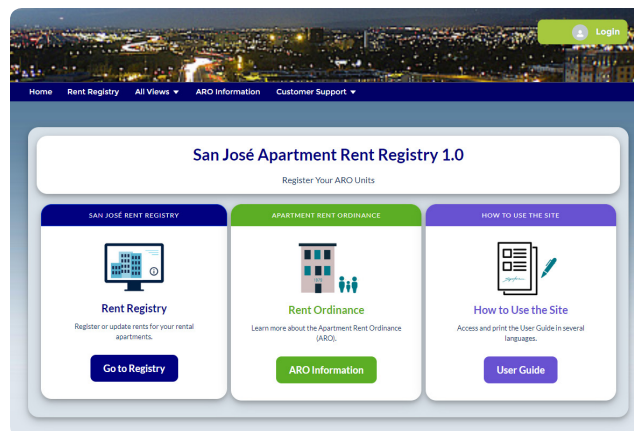 Login
Home Rent Registry All Views ARO Information Customer Support
San José Apartment Rent Registry 1.0
Register Your ARO Units
SAN JOSÉ RENT REGISTRY
Rent Registry
Register or update rents for your rental
apartments.
Go to Registry
APARTMENT RENT ORDINANCE
Rent Ordinance
Learn more about the Apartment Rent Ordinance
(ARO).
ARO Information
HOW TO USE THE SITE
How to Use the Site
Access and print the User Guide in several
languages.
User Guide